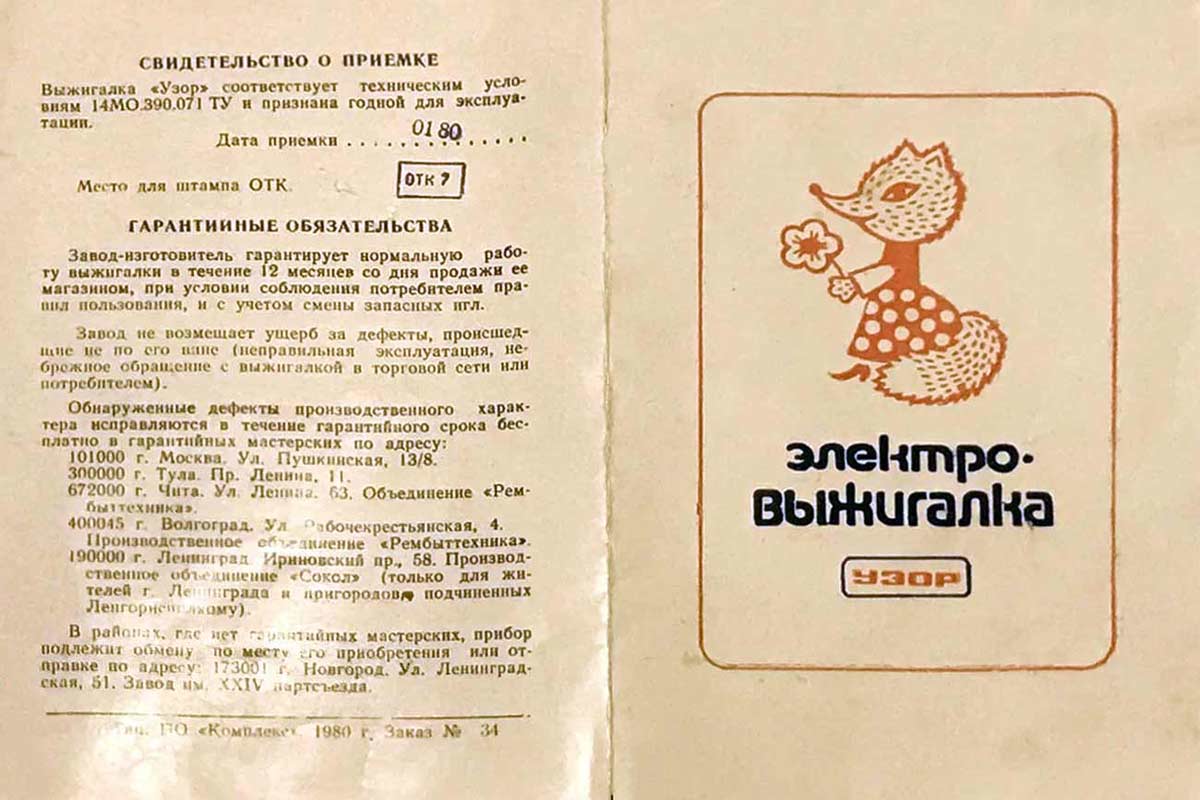 СВИДЕТЕЛЬСТВО О ПРИЕМКЕ
Выжигалка «Узор» соответствует техническим усло-
виям 14МО.390.071 ТУ и признана годной для эксплуа-
тации.
Дата приемки . . . . 0180 . . . .
Место для штампа ОТК.
ОТК 7
ГАРАНТИЙНЫЕ ОБЯЗАТЕЛЬСТВА
Завод-изготовитель гарантирует нормальную рабо-
ту выжигалки в течение 12 месяцев со дня продажи ее
магазином, при условии соблюдения потребителем пра-
вил пользования, и с учетом смены запасных игл.
Завод не возмещает ущерб за дефекты, происшед-
шие не по его вине (неправильная эксплуатация, не-
брежное обращение с выжигалкой в торговой сети или
потребителем).
Обнаруженные дефекты производственного харак-
тера исправляются в течение гарантийного срока бес-
платно в гарантийных мастерских по адресу:
101000 г. Москва. Ул. Пушкинская, 13/8.
300000 г. Тула. Пр. Ленина, 11.
672000 г. Чита. Ул. Ленина. 63. Объединение «Рем-
быттехника».
400045 г. Волгоград. Ул. Рабочекрестьянская, 4.
Производственное объединение «Рембыттехника».
190000 г. Ленинград. Ириновский пр., 58. Производ-
ственное объединение «Сокол» (только для жи-
телей г. Ленинграда и пригородов, подчиненных
Ленгорисполкому).
В районах, где нет гарантийных мастерских, прибор
подлежит обмену по месту его приобретения или от-
правке по адресу: 173001 г. Новгород. Ул. Ленинград-
ская, 51. Завод им. XXIV партсъезда.
Тип. ПО «Комплекс». 1980 г. Заказ № 34
электро-
выжигалка
УЗОР